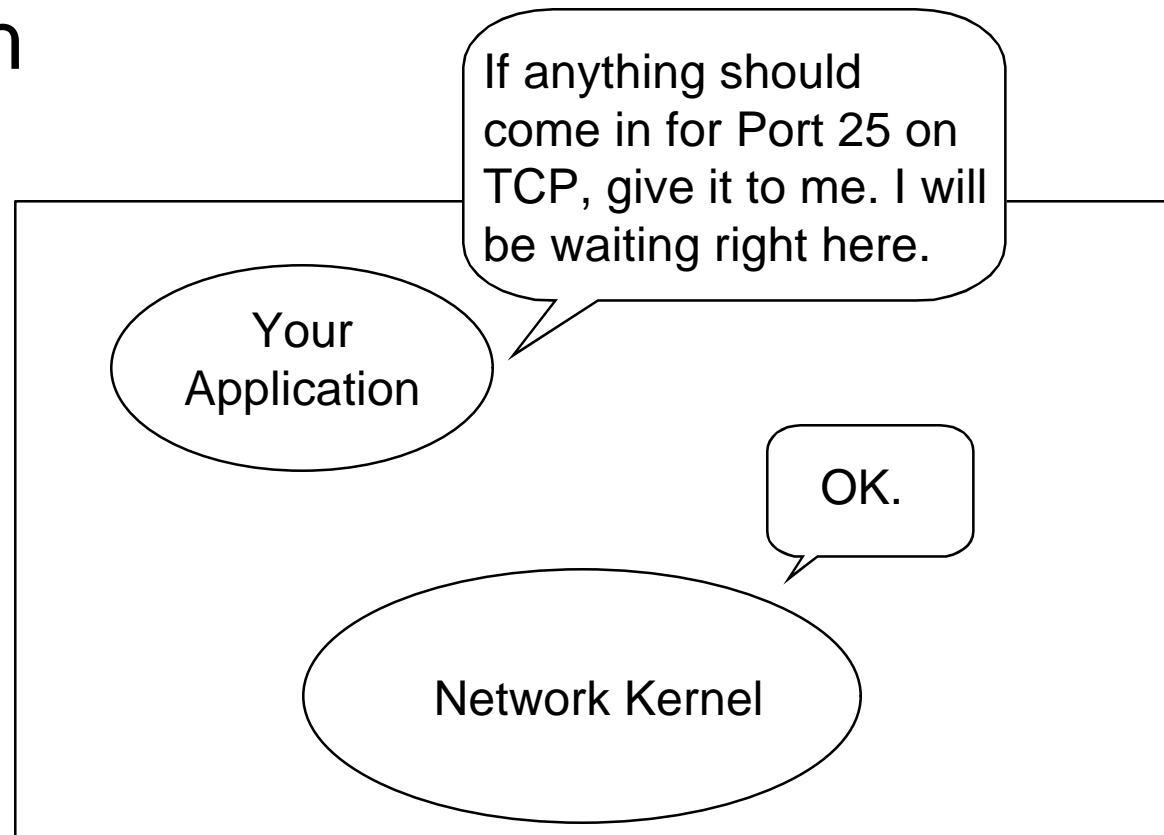 If anything should
come in for Port 25 on
TCP, give it to me. I will
be waiting right here.
Your
Application
OK.
Network Kernel